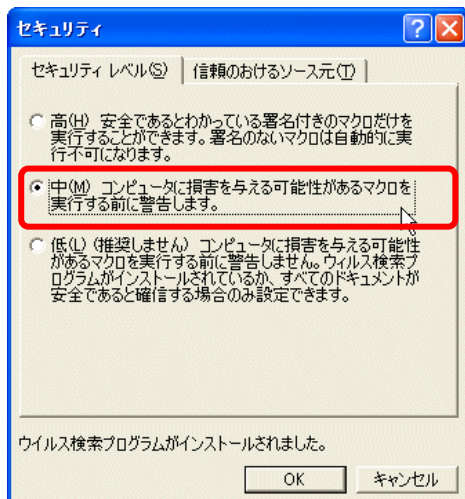 セキュリティ
セキュリティ レベル(S)
信頼のおけるソース元(T)
高(H) 安全であるとわかっている署名付きのマクロだけを
実行することができます。署名のないマクロは自動的に実
行不可になります。
中(M) コンピュータに損害を与える可能性があるマクロを
実行する前に警告します。
低(L) (推奨しません) コンピュータに損害を与える可能性
があるマクロを実行する前に警告しません。ウィルス検索プ
ログラムがインストールされているか、すべてのドキュメントが
安全であると確信する場合のみ設定できます。
ウイルス検索プログラムがインストールされました。
OK
キャンセル